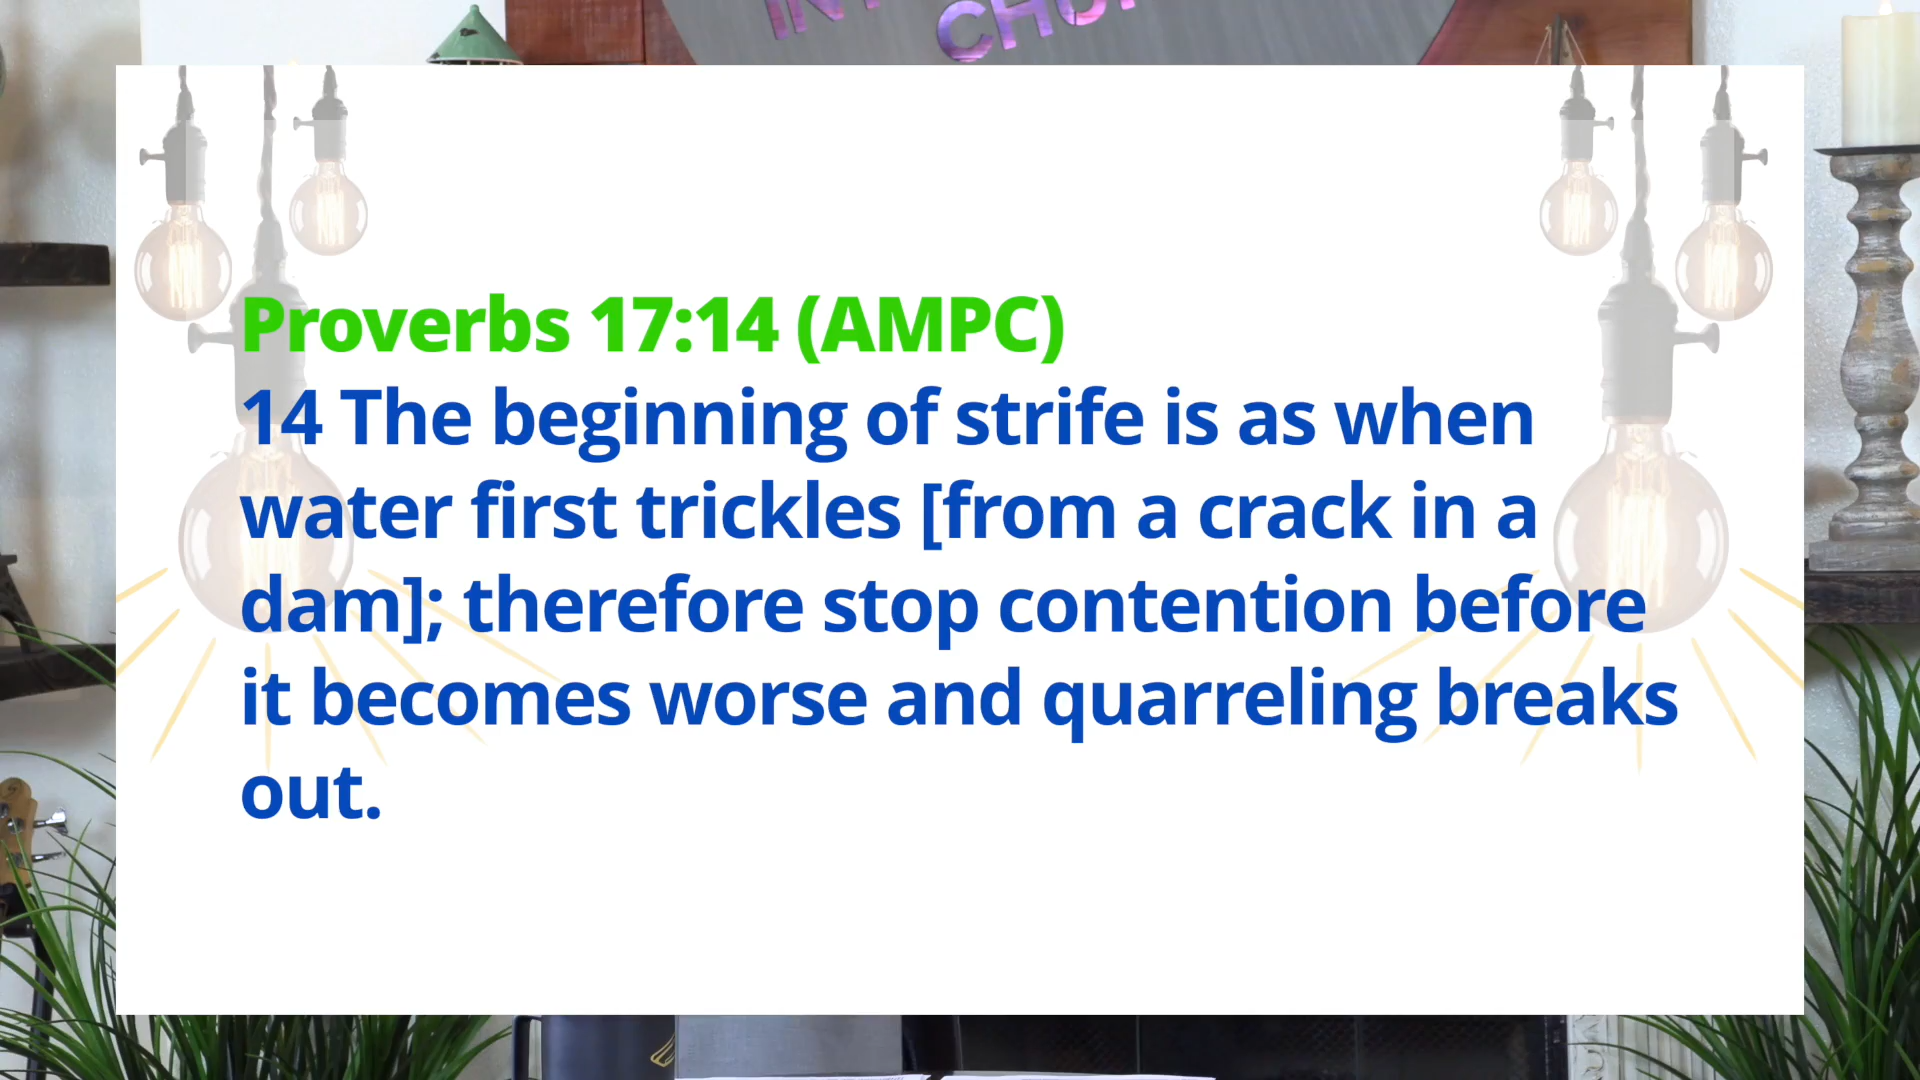 CHU
Proverbs 17:14 (AMPC)
14 The beginning of strife is as when
water first trickles [from a crack in a
dam]; therefore stop contention before
it becomes worse and quarreling breaks
out.